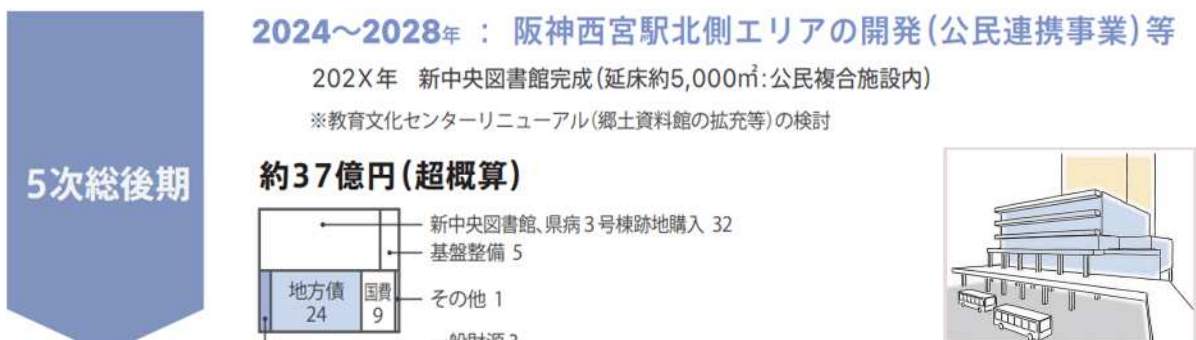 2024～2028年 ： 阪神西宮駅北側エリアの開発(公民連携事業)等
202X年 新中央図書館完成(延床約5,000㎡:公民複合施設内)
※教育文化センターリニューアル(郷土資料館の拡充等)の検討
5次総後期
約37億円(超概算)
新中央図書館、県病3号棟跡地購入 32
基盤整備 5
地方債
24
国費
9
その他 1
一般財源 3